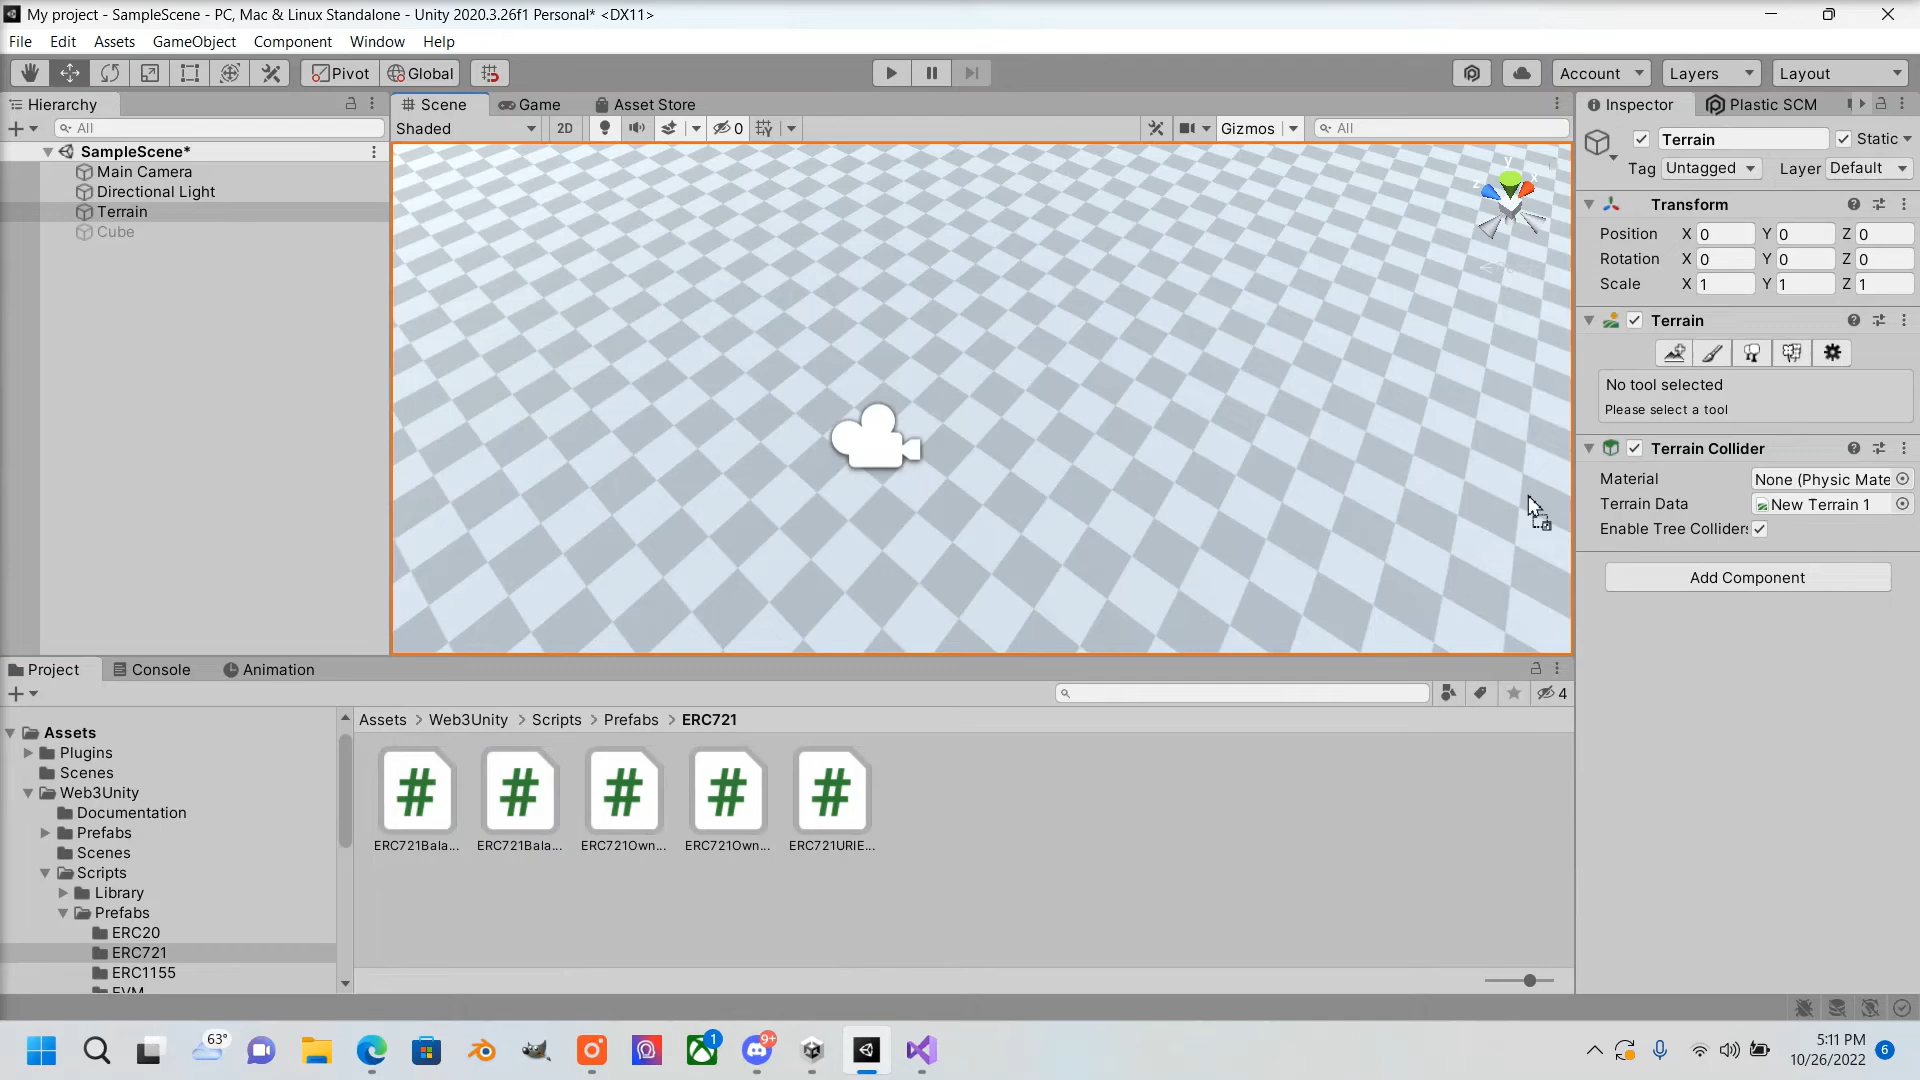 My project - SampleScene - PC, Mac & Linux Standalone - Unity 2020.3.26f1 Personal* <DX11>
File Edit Assets GameObject Component Window Help
Pivot Global Account Layers Layout
Hierarchy
All
SampleScene*
Main Camera
Directional Light
Terrain
Cube
Scene Game Asset Store
Shaded 2D 0 Gizmos All
y
x
z
Inspector Plastic SCM
Terrain Static
Tag Untagged Layer Default
Transform
Position X 0 Y 0 Z 0
Rotation X 0 Y 0 Z 0
Scale X 1 Y 1 Z 1
Terrain
No tool selected
Please select a tool
Terrain Collider
Material None (Physic Mate
Terrain Data New Terrain 1
Enable Tree Colliders
Add Component
Project Console Animation
4
Assets
Plugins
Scenes
Web3Unity
Documentation
Prefabs
Scenes
Scripts
Library
Prefabs
ERC20
ERC721
ERC1155
EVM
Assets > Web3Unity > Scripts > Prefabs > ERC721
# # # # #
ERC721Bala... ERC721Bala... ERC721Own... ERC721Own... ERC721URIE...
63° 1 9+
5:11 PM
10/26/2022 6